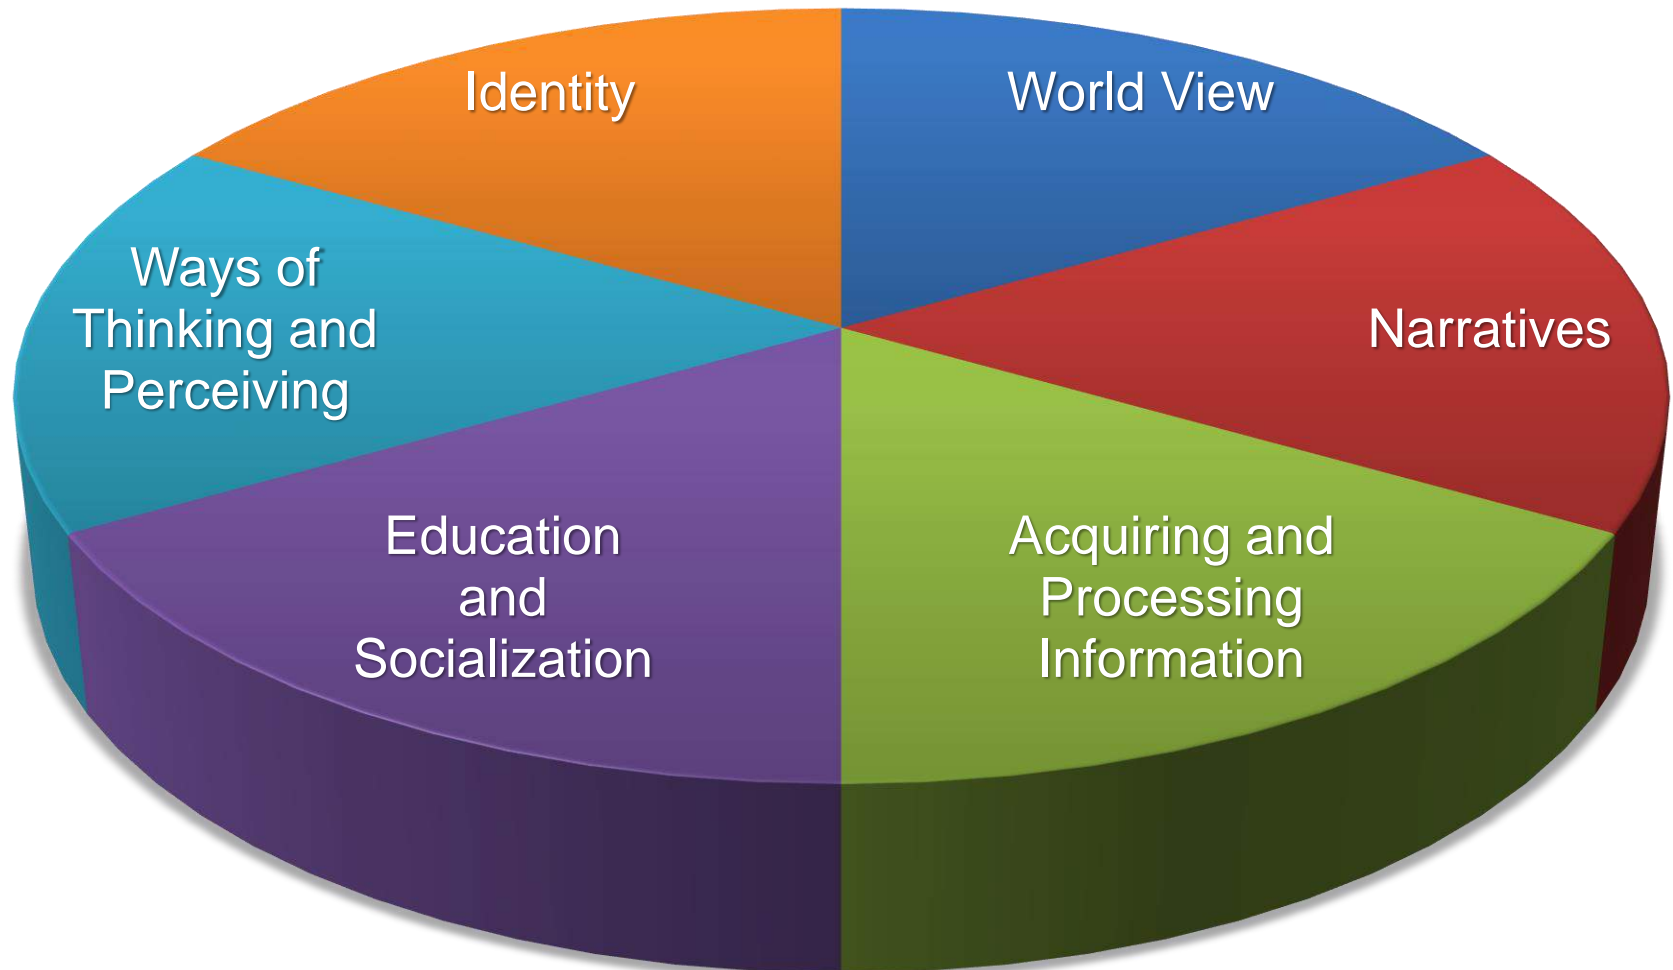 Identity
World View
Ways of
Thinking and
Perceiving
Narratives
Education
and
Socialization
Acquiring and
Processing
Information